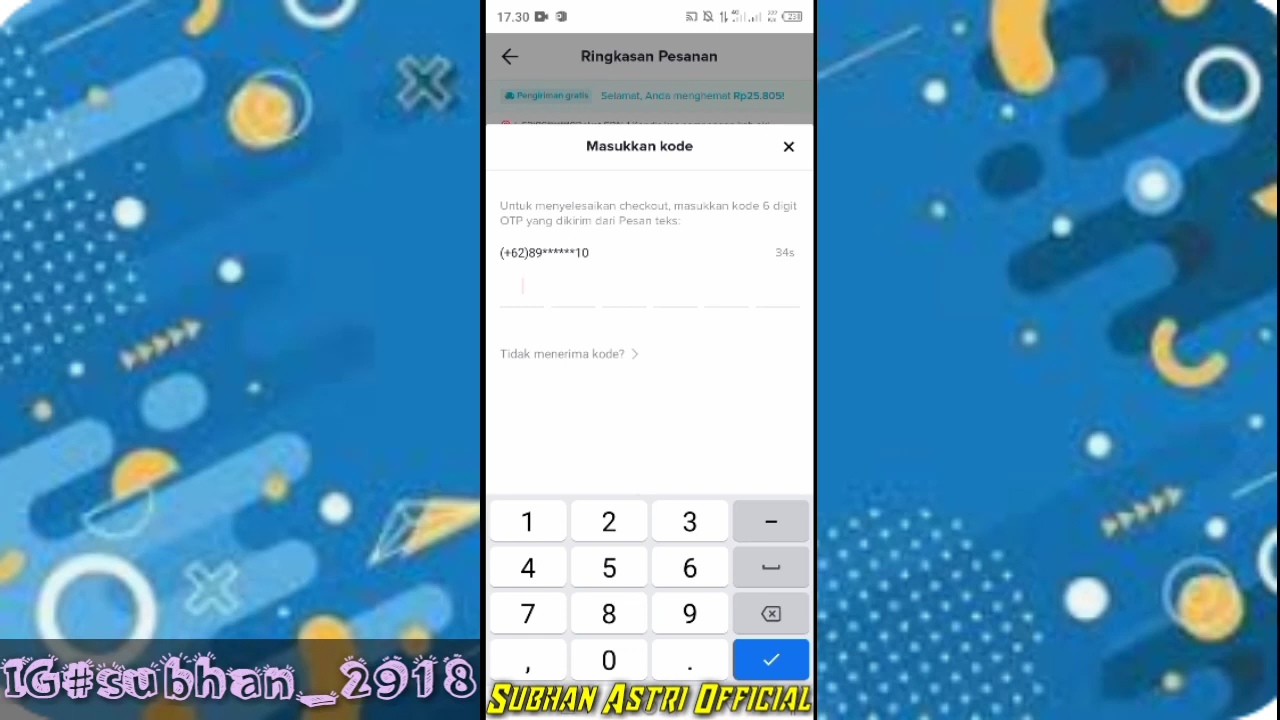 17.30
Ringkasan Pesanan
Pengiriman gratis Selamat, Anda menghemat Rp25.805!
Masukkan kode
Untuk menyelesaikan checkout, masukkan kode 6 digit
OTP yang dikirim dari Pesan teks:
(+62)89******10 34s
Tidak menerima kode?
1 2 3 –
4 5 6
7 8 9
, 0 .
IG#subhan_2918
SUBHAN ASTRI OFFICIAL